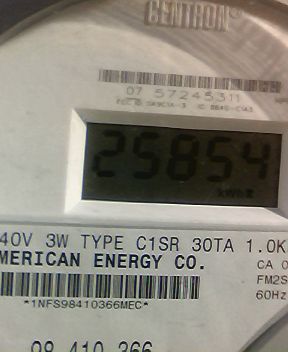 CENTRON®
07 57245311
25854
kWh
40V 3W TYPE C1SR 30TA 1.0K
MERICAN ENERGY CO.
CA 0
FM2S
60Hz
*1NFS98410366MEC*
98 410 366